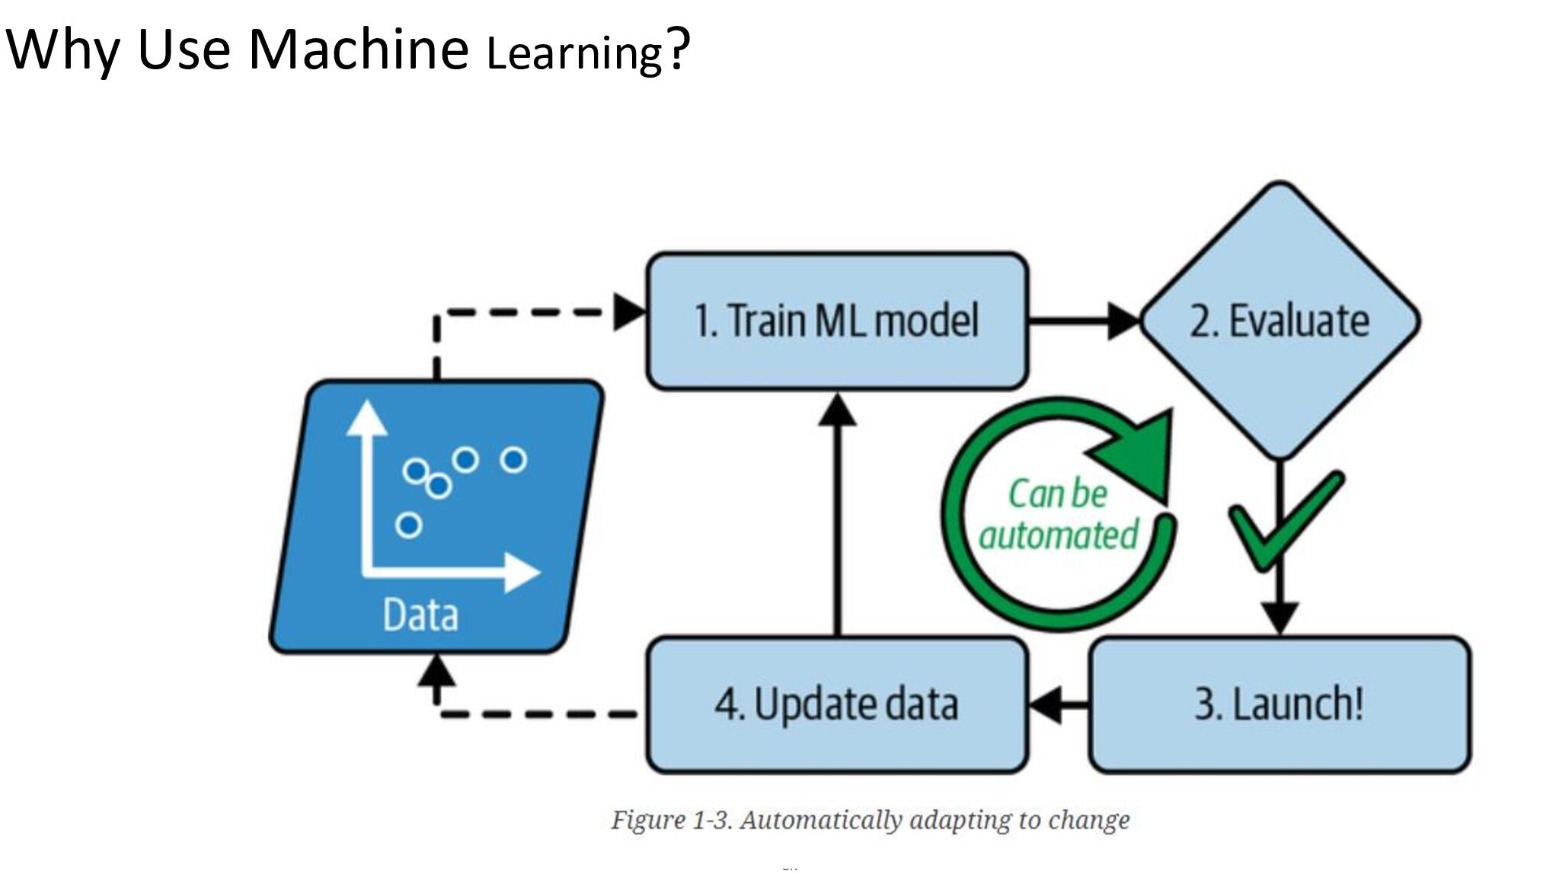 Why Use Machine Learning?
1. Train ML model
2. Evaluate
Can be
automated
Data
4. Update data
3. Launch!
Figure 1-3. Automatically adapting to change